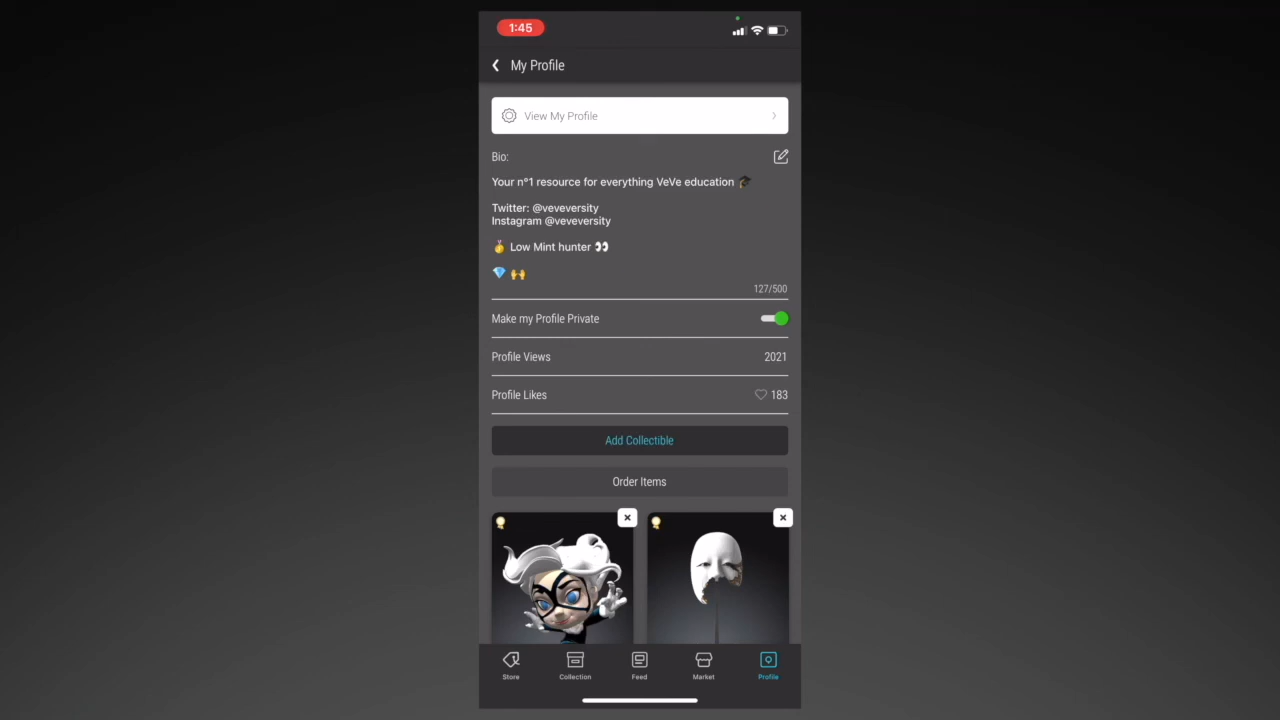 1:45
My Profile
View My Profile
Bio:
Your n°1 resource for everything VeVe education 🎓
Twitter: @veveversity
Instagram @veveversity
🥇 Low Mint hunter 👀
💎 🙌
127/500
Make my Profile Private
Profile Views 2021
Profile Likes 183
Add Collectible
Order Items
Store Collection Feed Market Profile